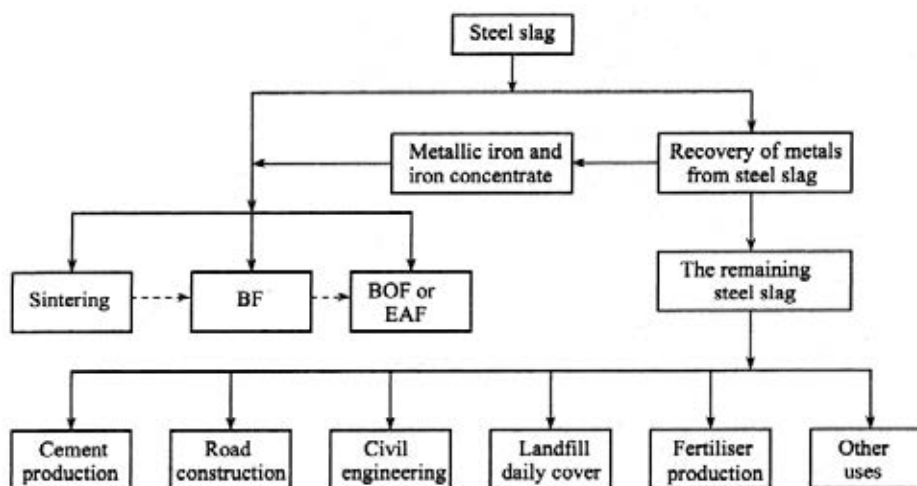 Steel slag
Metallic iron and
iron concentrate
Recovery of metals
from steel slag
The remaining
steel slag
Sintering
BF
BOF or
EAF
Cement
production
Road
construction
Civil
engineering
Landfill
daily cover
Fertiliser
production
Other
uses